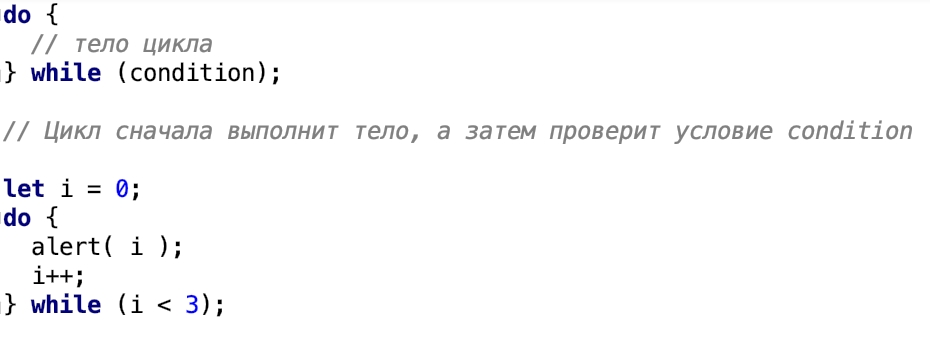 do {
// тело цикла
} while (condition);
// Цикл сначала выполнит тело, а затем проверит условие condition
let i = 0;
do {
alert( i );
i++;
} while (i < 3);